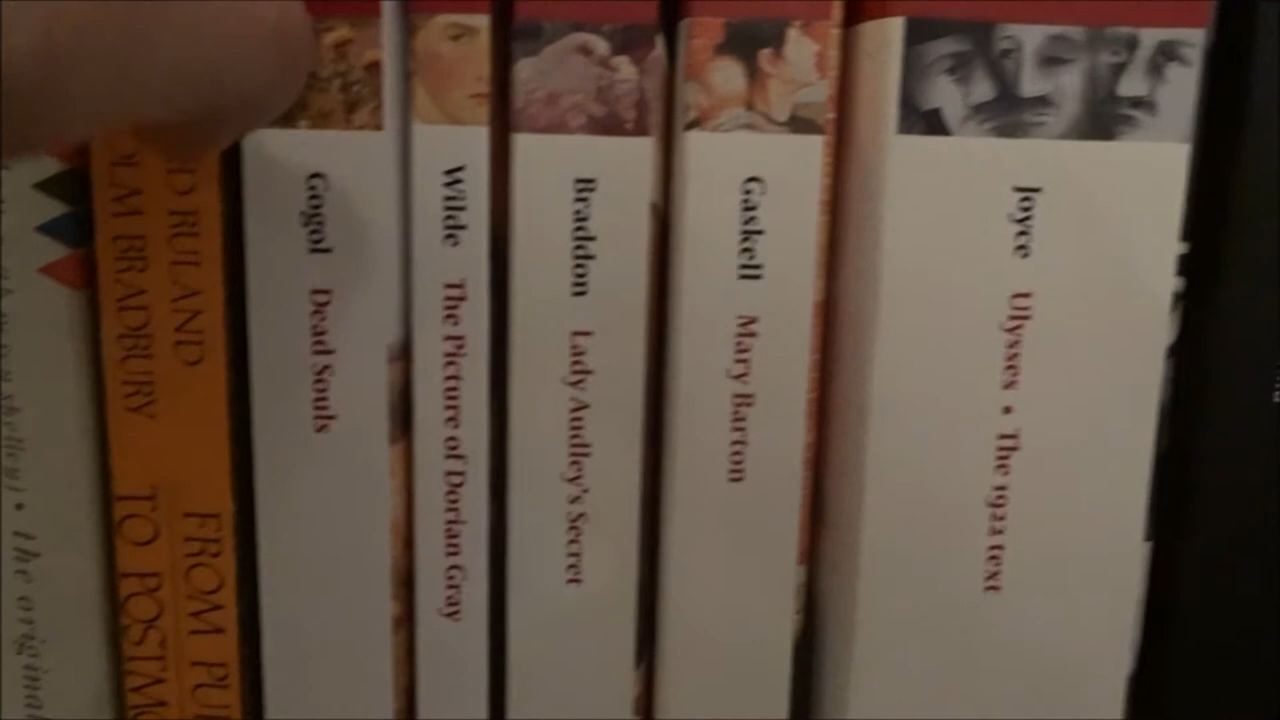 shelley) • the original
D RULAND
BRADBURY
FROM
TO
Gogol Dead Souls
Wilde The Picture of Dorian Gray
Braddon Lady Audley's Secret
Gaskell Mary Barton
Joyce Ulysses • The 1922 text